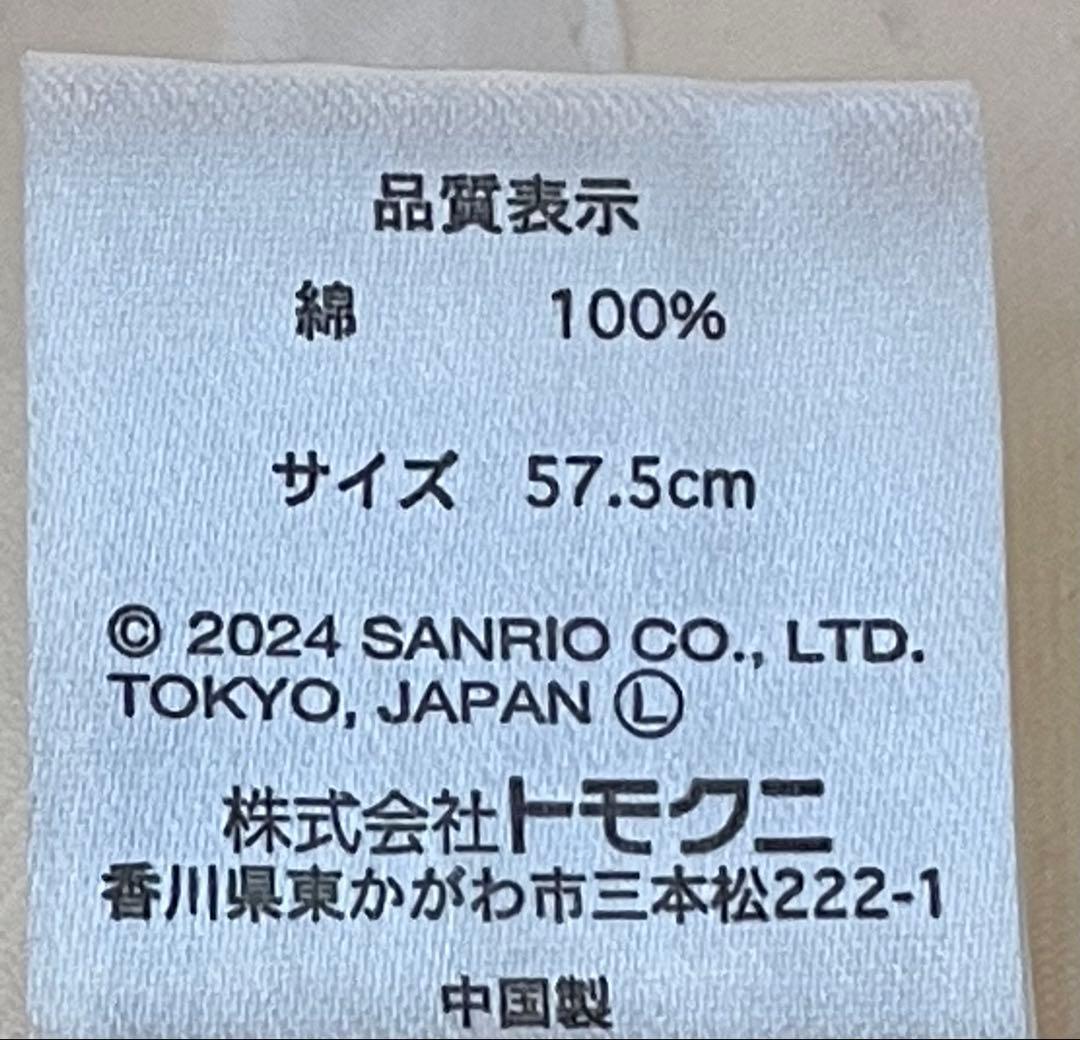 品質表示
綿 100%
サイズ 57.5cm
© 2024 SANRIO CO., LTD.
TOKYO, JAPAN Ⓛ
株式会社トモクニ
香川県東かがわ市三本松222-1
中国製